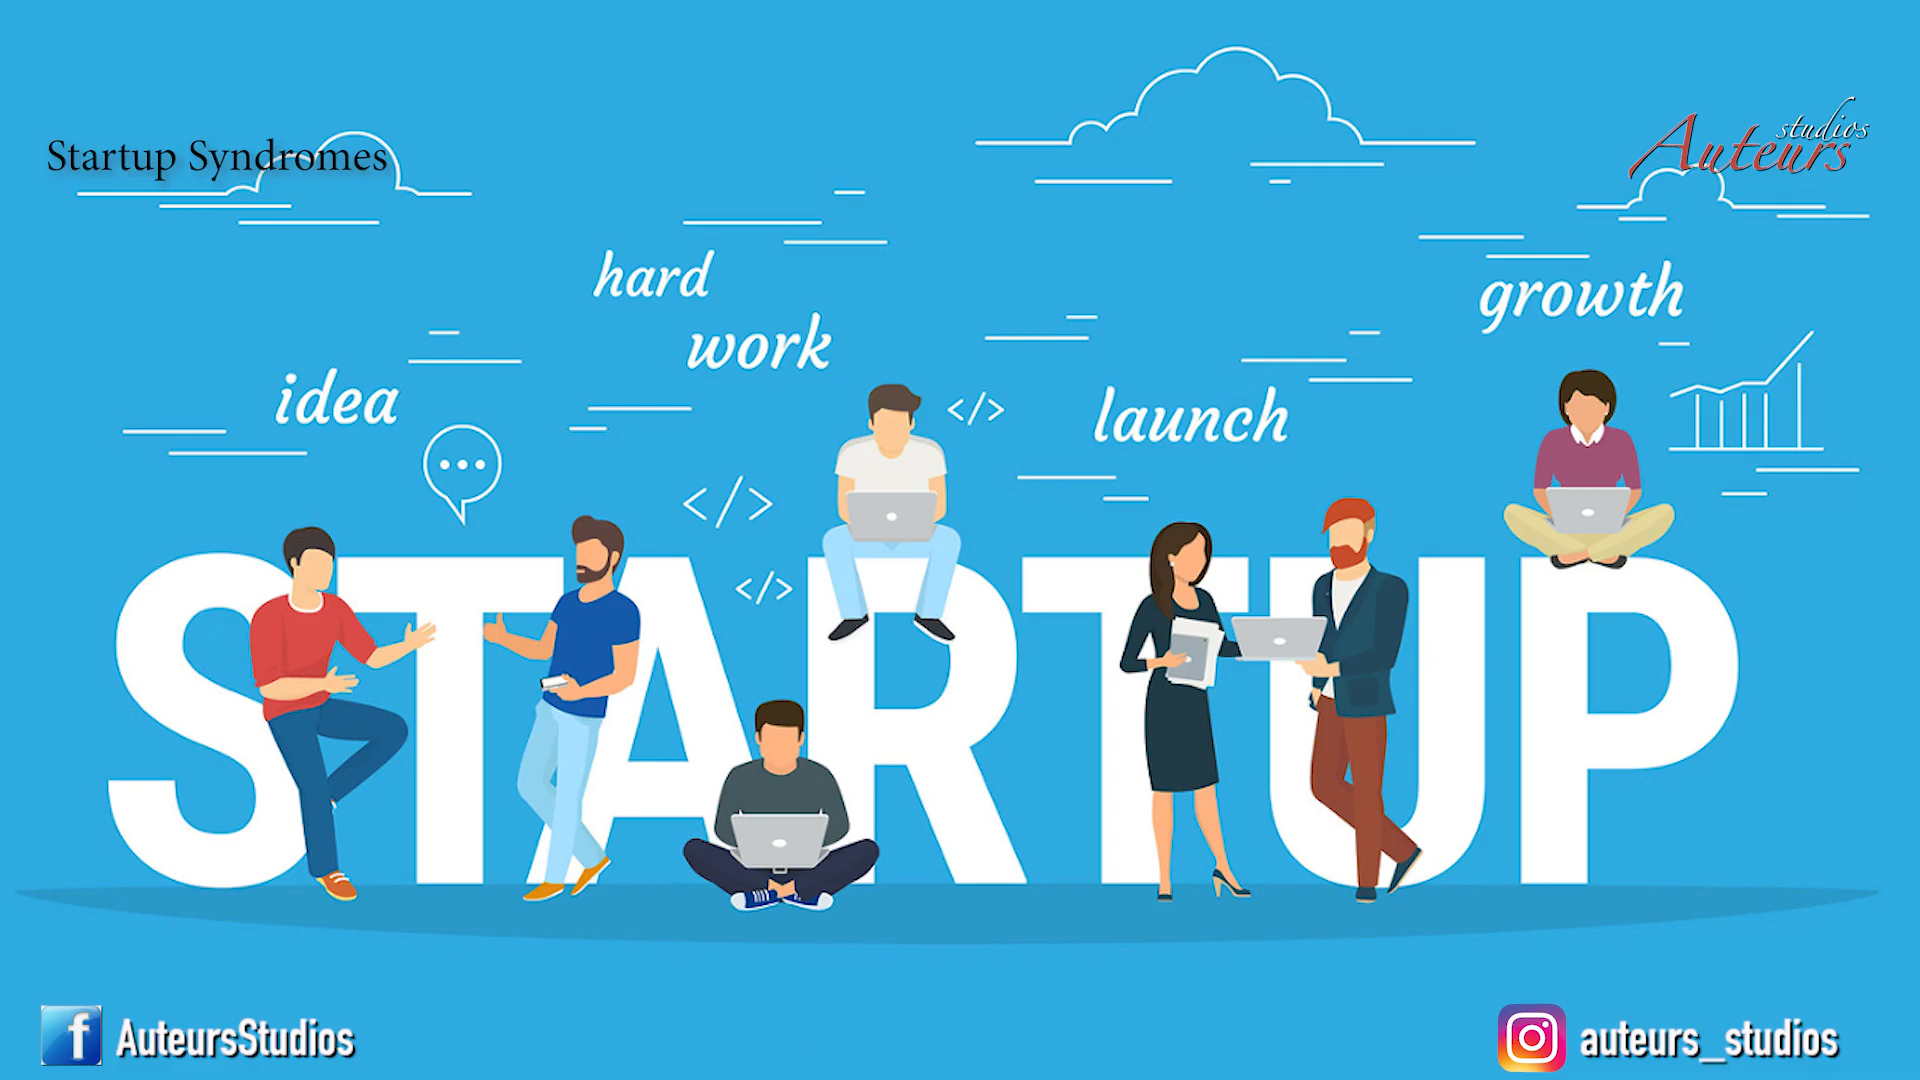 Startup Syndromes
studios
Auteurs
hard
work
growth
idea
launch
</>
</>
</>
STARTUP
f AuteursStudios
auteurs_studios